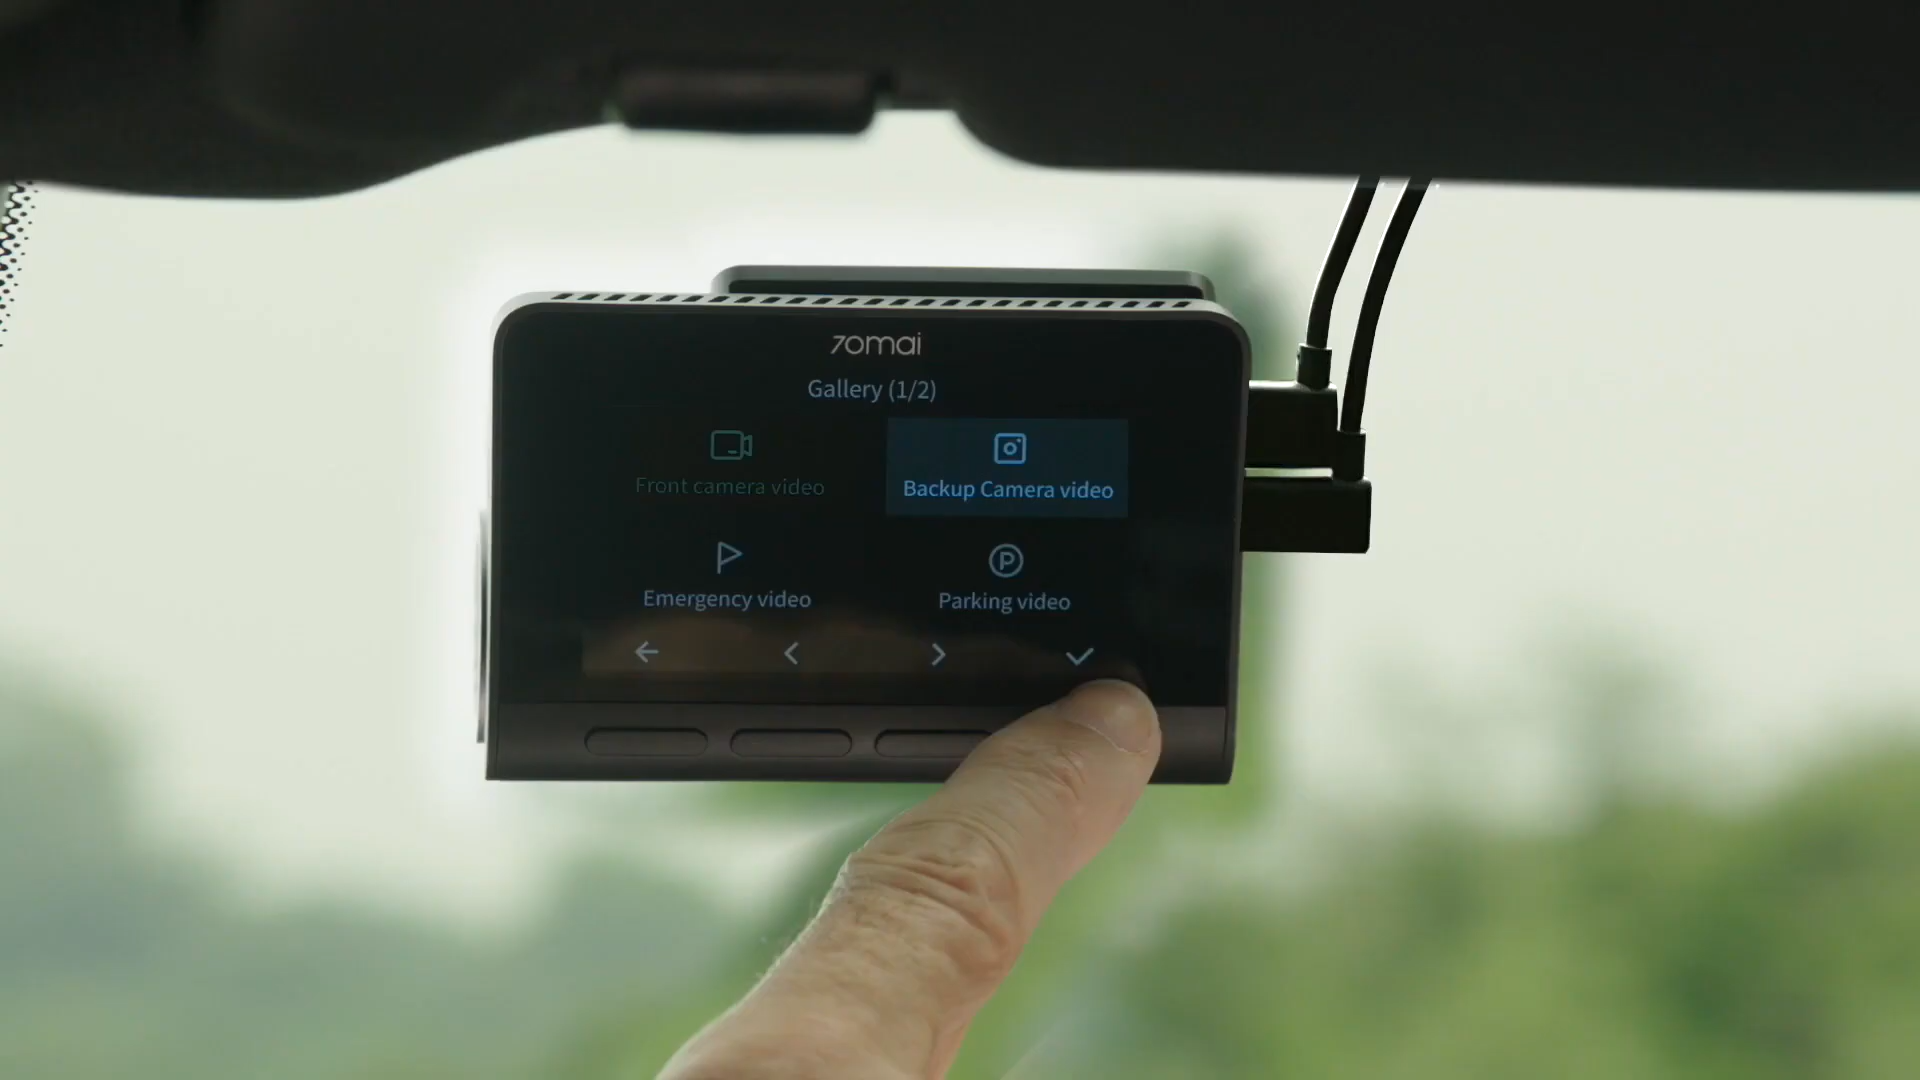 70mai
Gallery (1/2)
Front camera video
Backup Camera video
Emergency video
P
Parking video